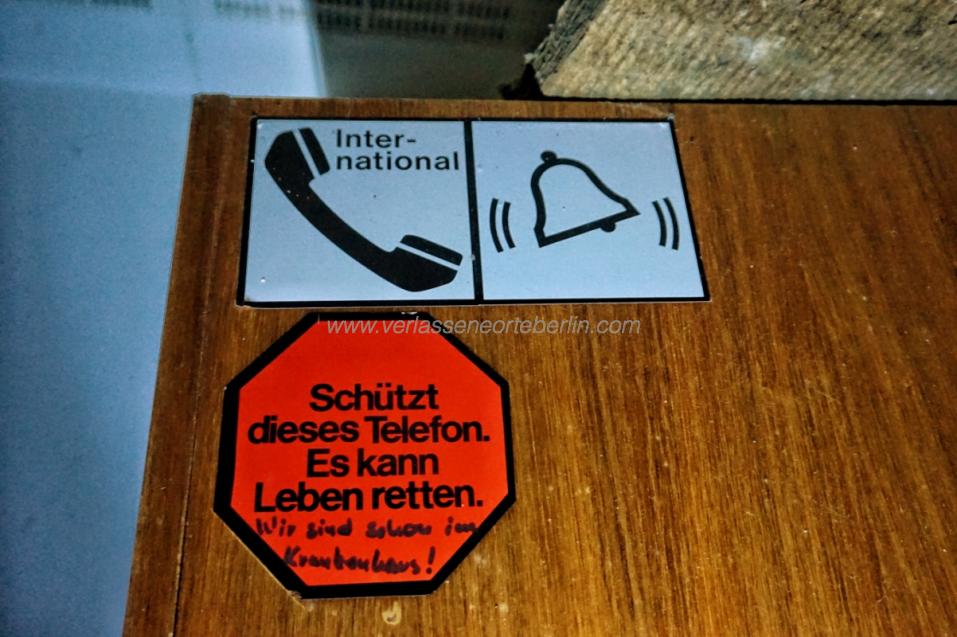 Inter-
national
www.verlasseneorteberlin.com
Schützt
dieses Telefon.
Es kann
Leben retten.
Wir sind schon im
Krankenhaus!